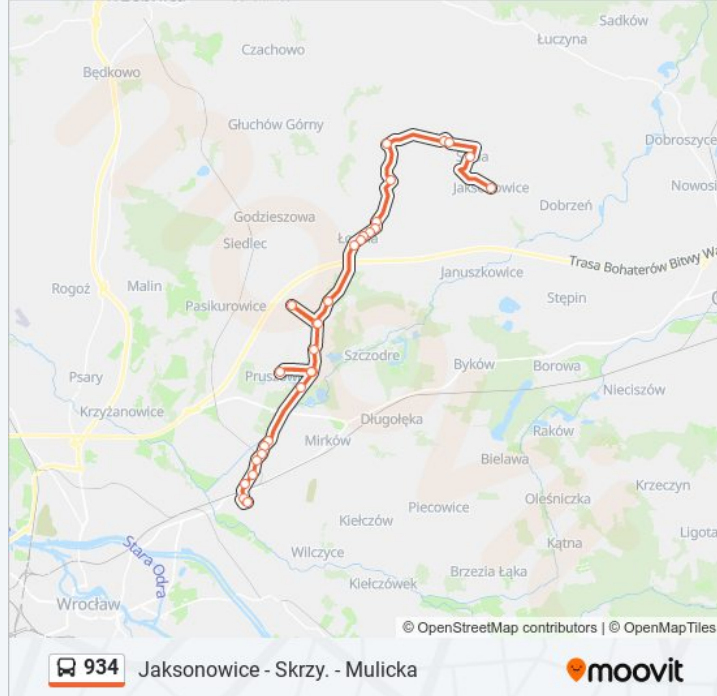 Sadków
Łuczyna
Czachowo
Będkowo
Głuchów Górny
Dobroszyce
Jaksonowice
Nowosi
Dobrzeń
Godzieszowa
Siedlec
Januszkowice
Trasa Bohaterów Bitwy Wa
Rogoż
Malin
Pasikurowice
Stępin
Szczodre
Byków
Borowa
Psary
Nieciszów
Krzyżanowice
Długołęka
Mirków
Raków
Bielawa
Krzeczyn
Oleśniczka
Piecowice
Kiełczów
Ligota
Kątna
Stara Odra
Wilczyce
Brzezia Łąka
Kiełczówek
Wrocław
© OpenStreetMap contributors | © OpenMapTiles
934 Jaksonowice - Skrzy. - Mulicka
moovit